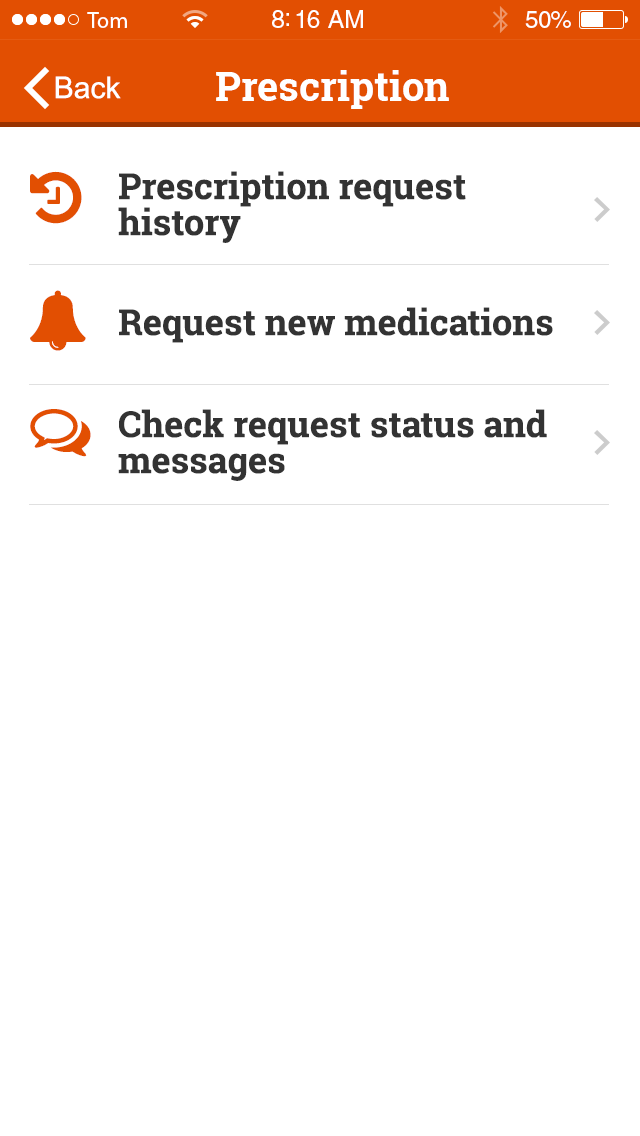 Tom 8:16 AM 50%
Back Prescription
Prescription request
history
Request new medications
Check request status and
messages